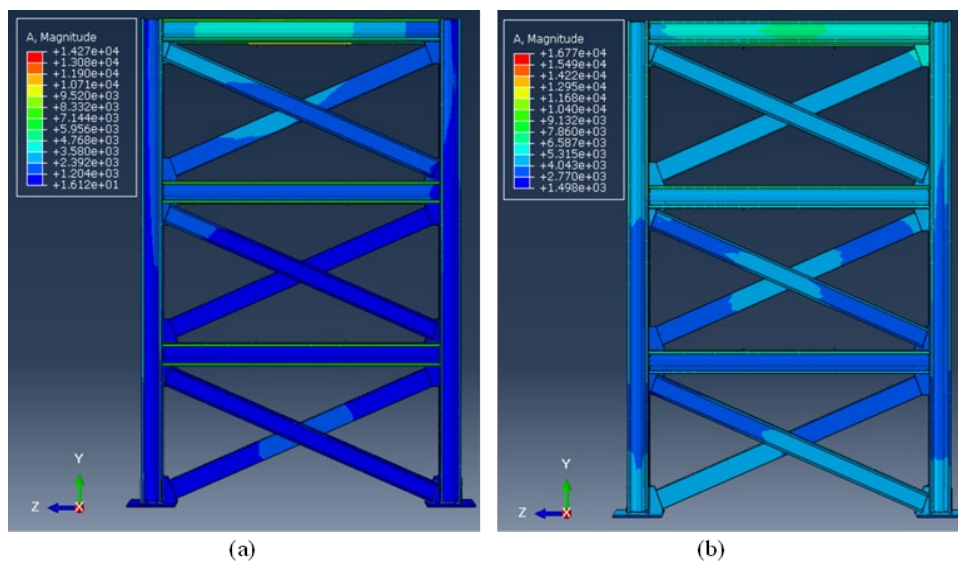 A, Magnitude
+1.427e+04
+1.308e+04
+1.190e+04
+1.071e+04
+9.520e+03
+8.332e+03
+7.144e+03
+5.956e+03
+4.768e+03
+3.580e+03
+2.392e+03
+1.204e+03
+1.612e+01
Y
Z
X
(a)
A, Magnitude
+1.677e+04
+1.549e+04
+1.422e+04
+1.295e+04
+1.168e+04
+1.040e+04
+9.132e+03
+7.860e+03
+6.587e+03
+5.315e+03
+4.043e+03
+2.770e+03
+1.498e+03
Y
Z
X
(b)